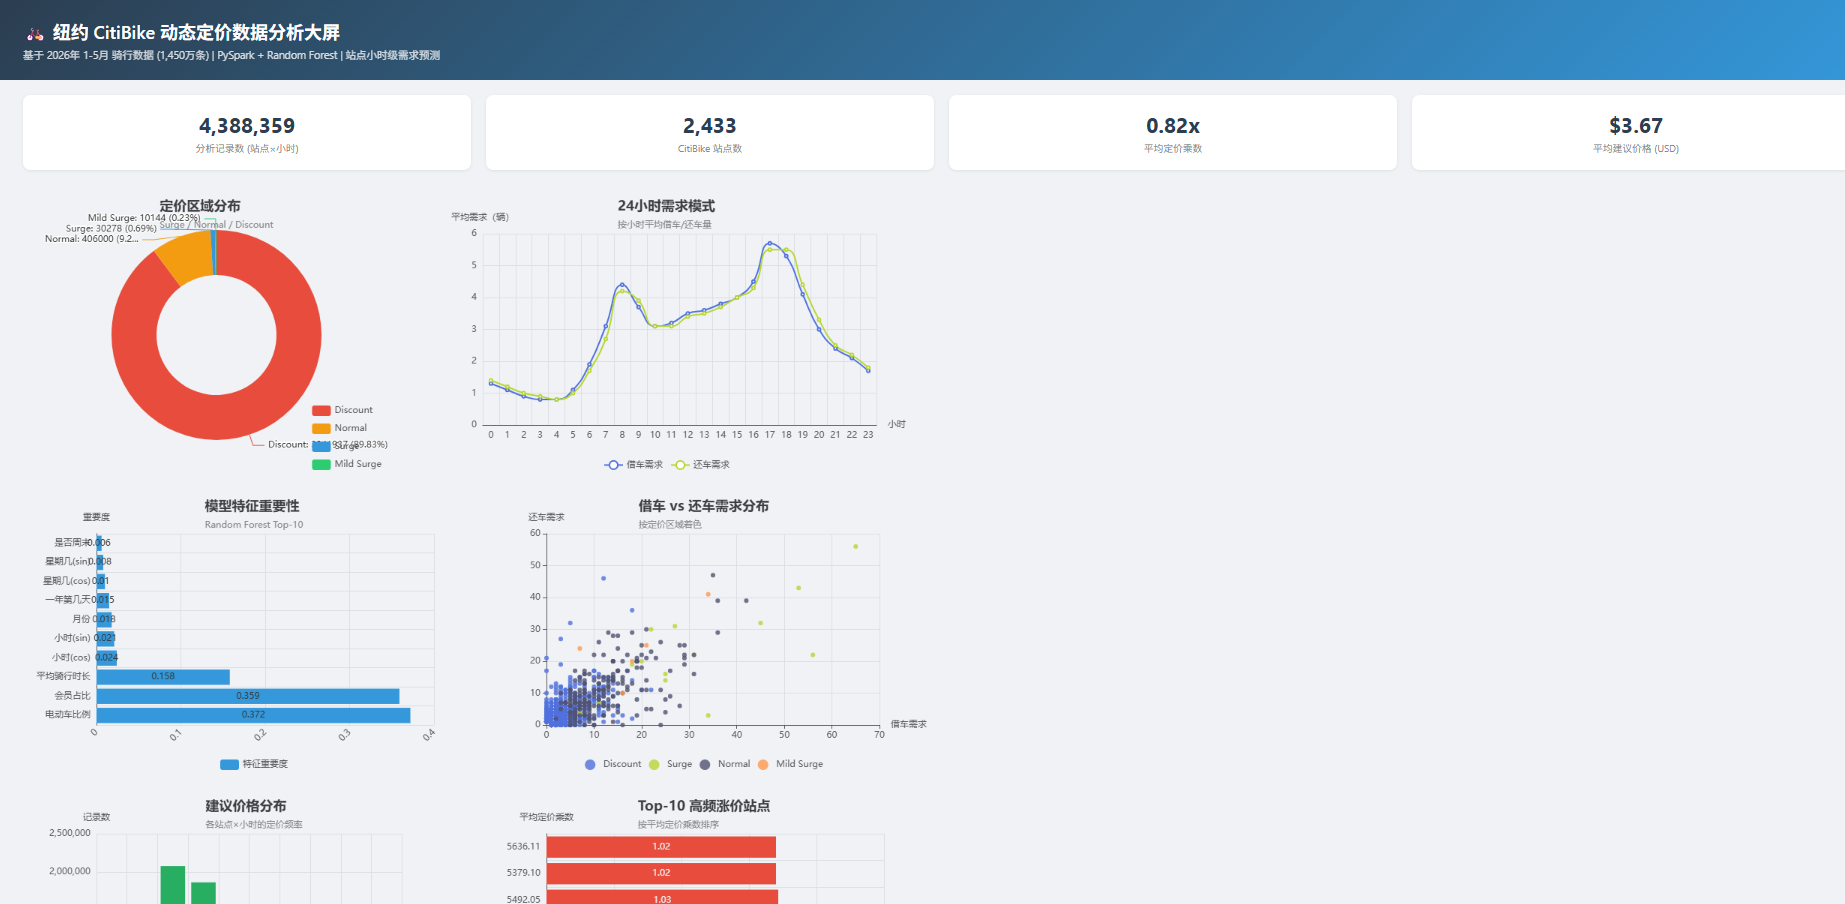 纽约 CitiBike 动态定价数据分析大屏
基于 2026年 1-5月 骑行数据 (1,450万条) | PySpark + Random Forest | 站点小时级需求预测
4,388,359
分析记录数 (站点×小时)
2,433
CitiBike 站点数
0.82x
平均定价乘数
$3.67
平均建议价格 (USD)
定价区域分布
Surge / Normal / Discount
Mild Surge: 10144 (0.23%)
Surge: 30278 (0.69%)
Normal: 406000 (9.2...
Discount
Normal
Surge
Mild Surge
24小时需求模式
按小时平均借车/还车量
平均需求（辆）
6
5
4
3
2
1
0
0 1 2 3 4 5 6 7 8 9 10 11 12 13 14 15 16 17 18 19 20 21 22 23
小时
借车需求 还车需求
模型特征重要性
Random Forest Top-10
重要度
是否周末 0.006
星期几(sin) 0.008
星期几(cos) 0.01
一年第几天 0.015
月份 0.018
小时(sin) 0.021
小时(cos) 0.024
平均骑行时长 0.158
会员占比 0.359
电动车比例 0.372
0 0.1 0.2 0.3 0.4
特征重要度
借车 vs 还车需求分布
按定价区域着色
还车需求
60
50
40
30
20
10
0
0 10 20 30 40 50 60 70
借车需求
Discount Surge Normal Mild Surge
建议价格分布
各站点×小时的定价频率
记录数
2,500,000
2,000,000
Top-10 高频涨价站点
按平均定价乘数排序
平均定价乘数
5636.11 1.02
5379.10 1.02
5492.05 1.03